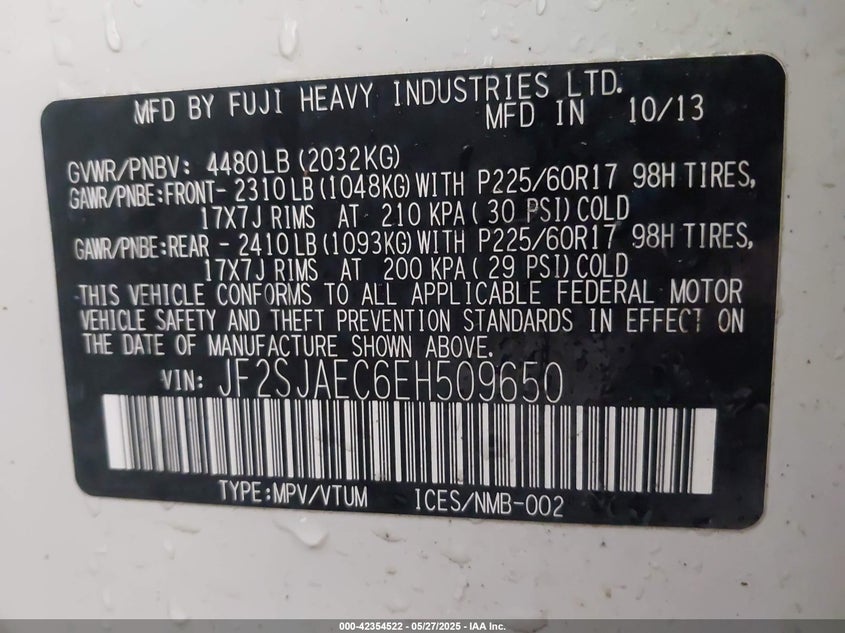 MFD BY FUJI HEAVY INDUSTRIES LTD.
MFD IN 10/13
GVWR/PNBV: 4480LB(2032KG)
GAWR/PNBE:FRONT- 2310LB(1048KG)WITH P225/60R17 98H TIRES,
17X7J RIMS AT 210 KPA(30 PSI)COLD
GAWR/PNBE:REAR - 2410LB(1093KG)WITH P225/60R17 98H TIRES,
17X7J RIMS AT 200 KPA(29 PSI)COLD
THIS VEHICLE CONFORMS TO ALL APPLICABLE FEDERAL MOTOR
VEHICLE SAFETY AND THEFT PREVENTION STANDARDS IN EFFECT ON
THE DATE OF MANUFACTURE SHOWN ABOVE.
VIN: JF2SJAEC6EH509650
TYPE:MPV/VTUM ICES/NMB-002
000-42354522 — 05/27/2025 — IAA Inc.